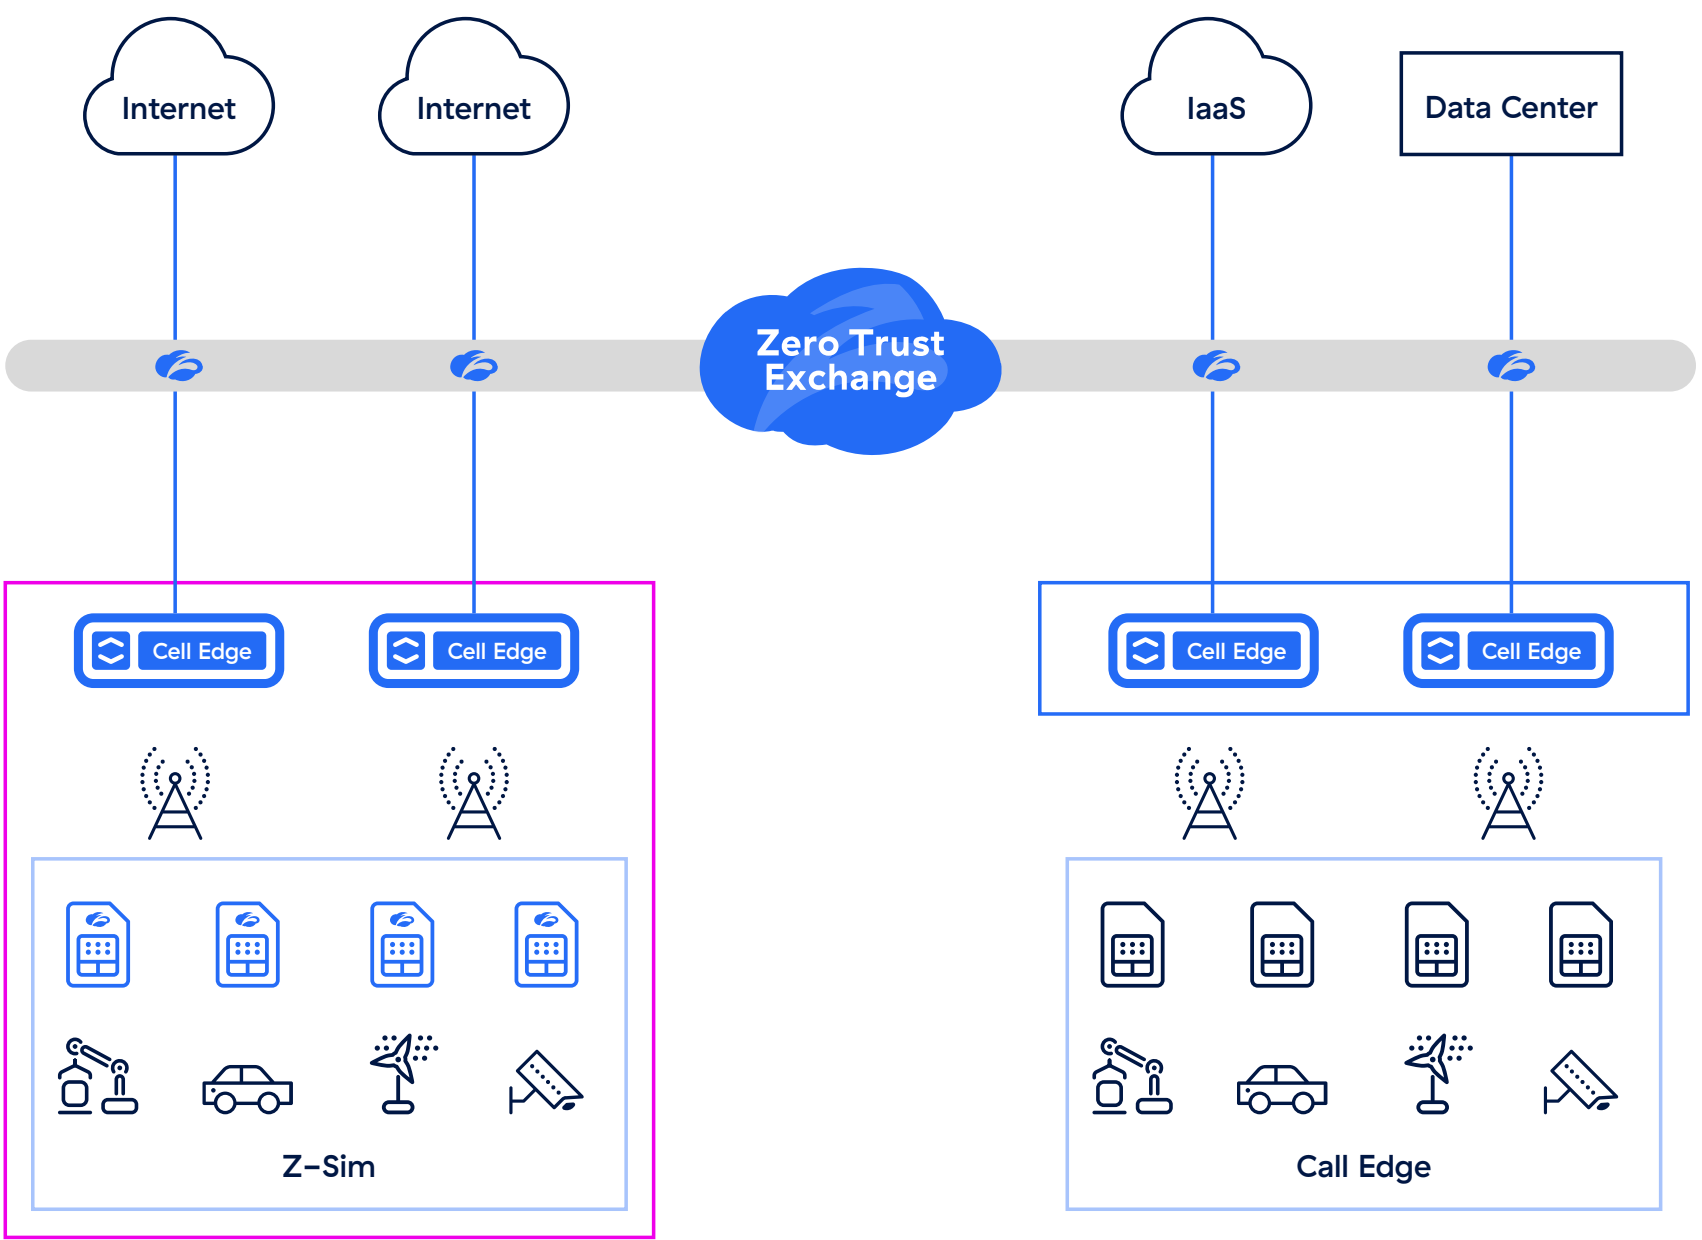 Internet
Internet
IaaS
Data Center
Zero Trust
Exchange
Cell Edge
Cell Edge
Cell Edge
Cell Edge
Z-Sim
Call Edge